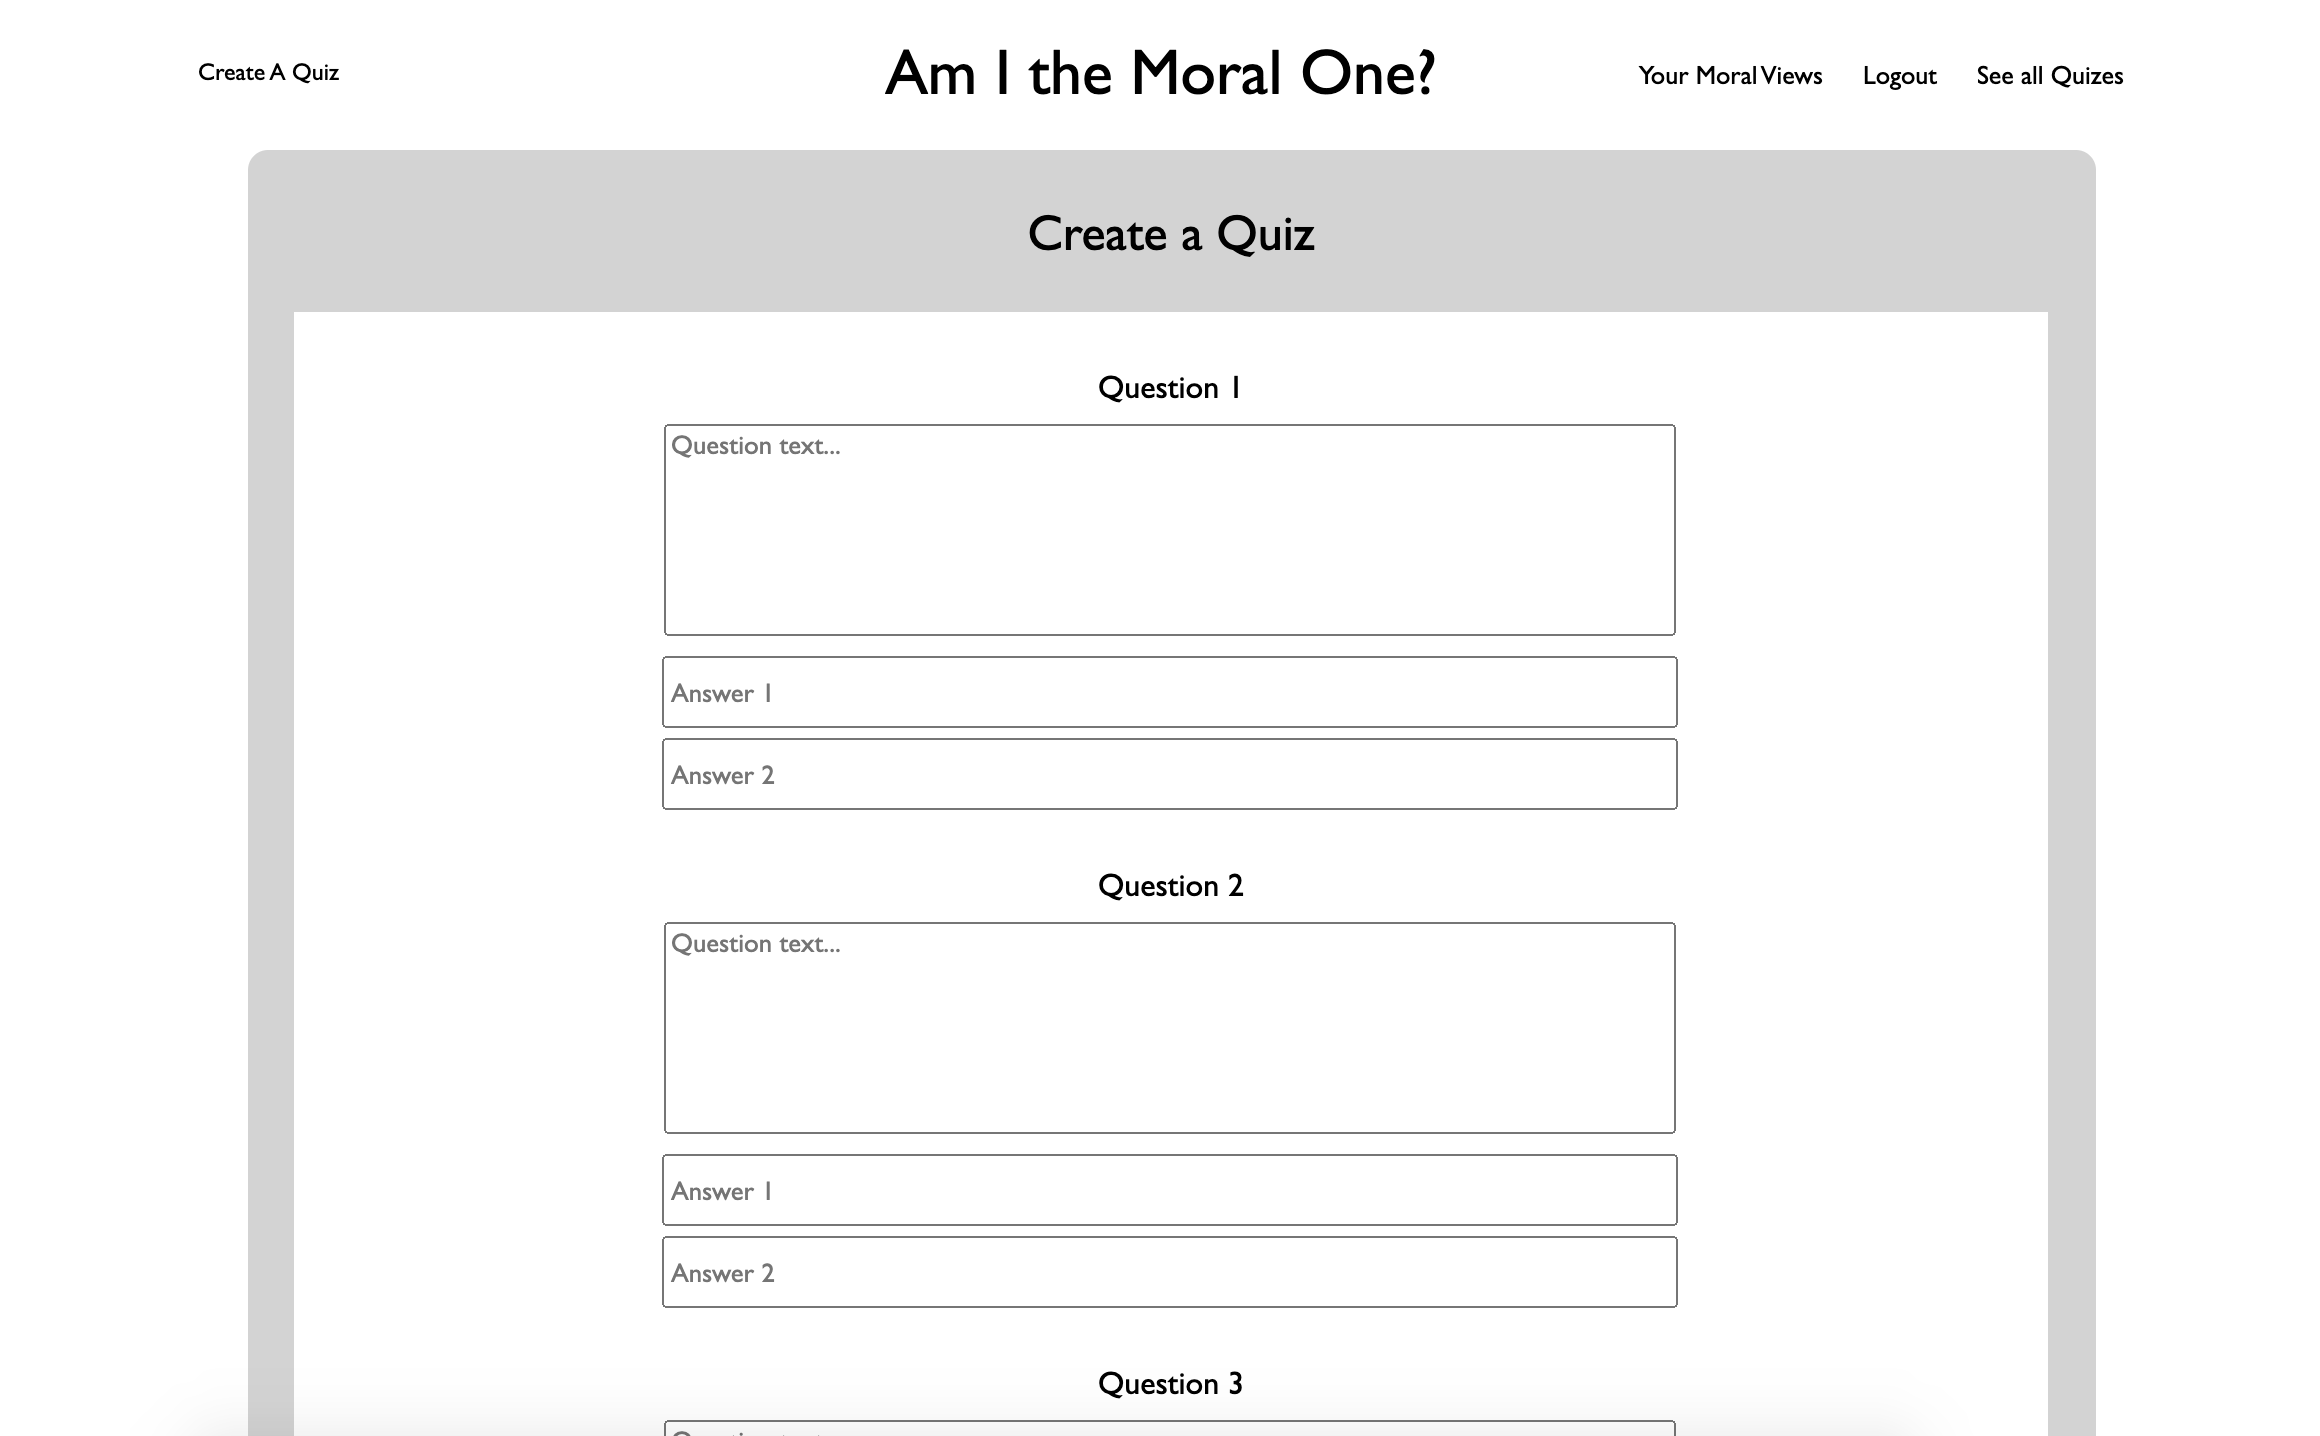 Create A Quiz
Am I the Moral One?
Your Moral Views
Logout
See all Quizes
Create a Quiz
Question 1
Question text...
Answer 1
Answer 2
Question 2
Question text...
Answer 1
Answer 2
Question 3